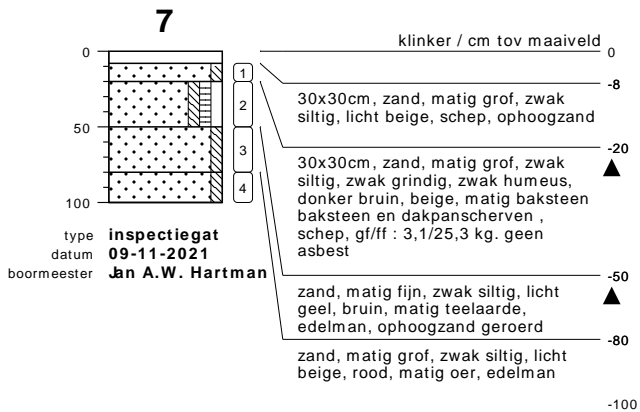 7
klinker / cm tov maaiveld
0
0
-8
1
30x30cm, zand, matig grof, zwak
siltig, licht beige, schep, ophoogzand
2
-20
30x30cm, zand, matig grof, zwak
siltig, zwak grindig, zwak humeus,
donker bruin, beige, matig baksteen
baksteen en dakpanscherven ,
schep, gf/ff : 3,1/25,3 kg. geen
asbest
50
3
4
100
-50
zand, matig fijn, zwak siltig, licht
geel, bruin, matig teelaarde,
edelman, ophoogzand geroerd
-80
zand, matig grof, zwak siltig, licht
beige, rood, matig oer, edelman
-100
type inspectiegat
datum 09-11-2021
boormeester Jan A.W. Hartman